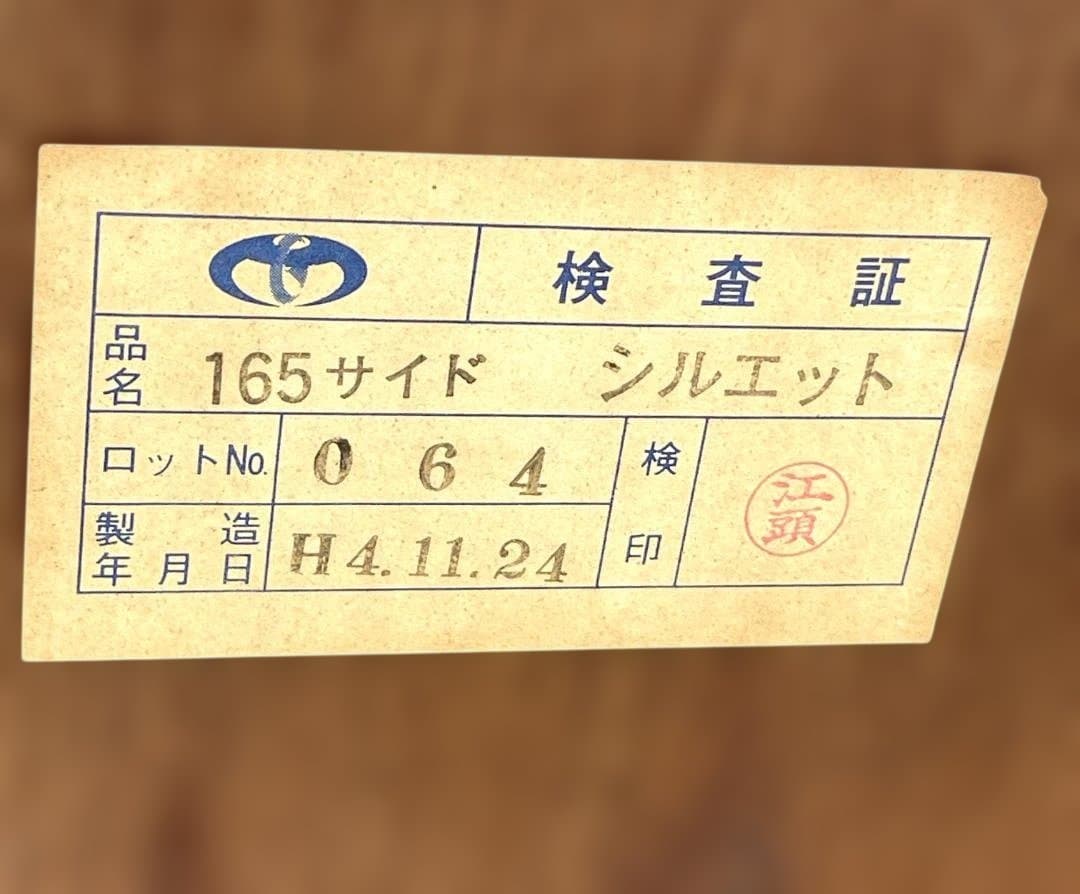 検査証
品名 165サイド シルエット
ロットNo. 064
製造年月日 H4.11.24
検印 江頭